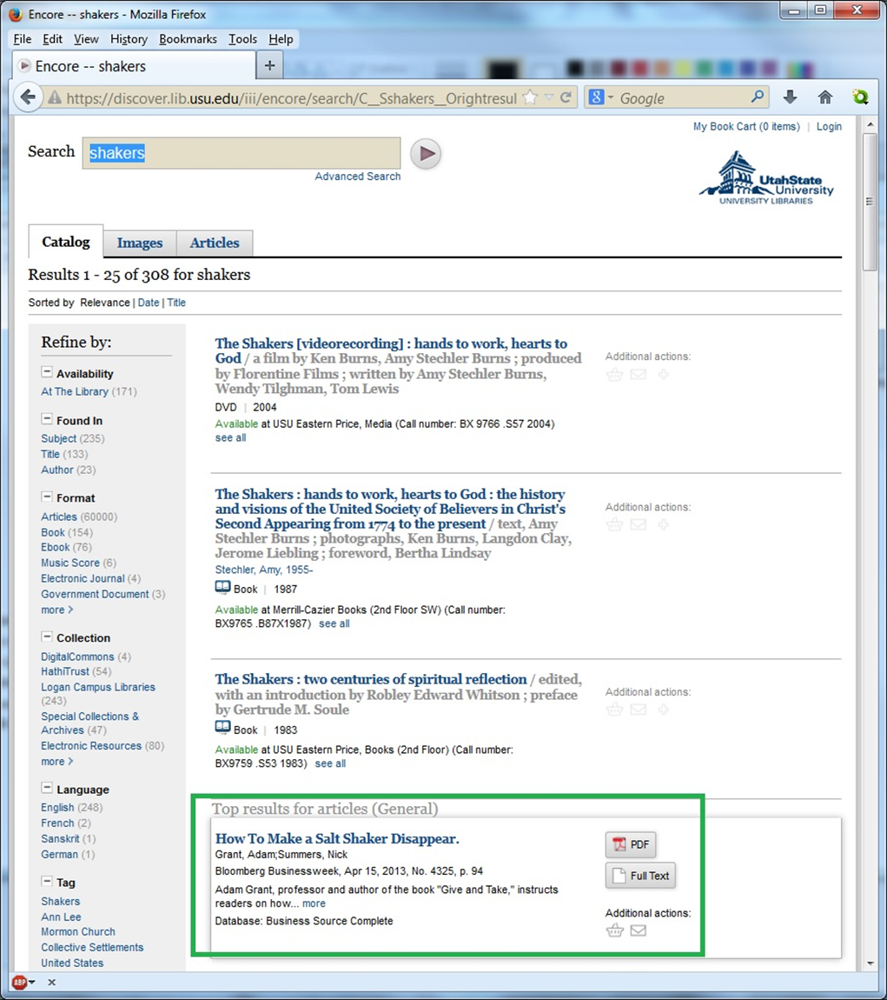 Encore -- shakers - Mozilla Firefox
File Edit View History Bookmarks Tools Help
Encore -- shakers
https://discover.lib.usu.edu/iii/encore/search/C__Sshakers__Orightresul
Google
My Book Cart (0 items) | Login
Search shakers
Advanced Search
UtahState
University
UNIVERSITY LIBRARIES
Catalog Images Articles
Results 1 - 25 of 308 for shakers
Sorted by Relevance | Date | Title
Refine by:
Availability
At The Library (171)
Found In
Subject (235)
Title (133)
Author (23)
Format
Articles (60000)
Book (154)
Ebook (76)
Music Score (6)
Electronic Journal (4)
Government Document (3)
more >
Collection
DigitalCommons (4)
HathiTrust (54)
Logan Campus Libraries
(243)
Special Collections &
Archives (47)
Electronic Resources (80)
more >
Language
English (248)
French (2)
Sanskrit (1)
German (1)
Tag
Shakers
Ann Lee
Mormon Church
Collective Settlements
United States
The Shakers [videorecording] : hands to work, hearts to
God / a film by Ken Burns, Amy Stechler Burns ; produced
by Florentine Films ; written by Amy Stechler Burns,
Wendy Tilghman, Tom Lewis
DVD | 2004
Available at USU Eastern Price, Media (Call number: BX 9766 .S57 2004)
see all
Additional actions:
The Shakers : hands to work, hearts to God : the history
and visions of the United Society of Believers in Christ's
Second Appearing from 1774 to the present / text, Amy
Stechler Burns ; photographs, Ken Burns, Langdon Clay,
Jerome Liebling ; foreword, Bertha Lindsay
Stechler, Amy, 1955-
Book | 1987
Available at Merrill-Cazier Books (2nd Floor SW) (Call number:
BX9765 .B87X1987) see all
Additional actions:
The Shakers : two centuries of spiritual reflection / edited,
with an introduction by Robley Edward Whitson ; preface
by Gertrude M. Soule
Book | 1983
Available at USU Eastern Price, Books (2nd Floor) (Call number:
BX9759 .S53 1983) see all
Additional actions:
Top results for articles (General)
How To Make a Salt Shaker Disappear.
Grant, Adam;Summers, Nick
Bloomberg Businessweek, Apr 15, 2013, No. 4325, p. 94
Adam Grant, professor and author of the book "Give and Take," instructs
readers on how... more
Database: Business Source Complete
PDF
Full Text
Additional actions:
ABP